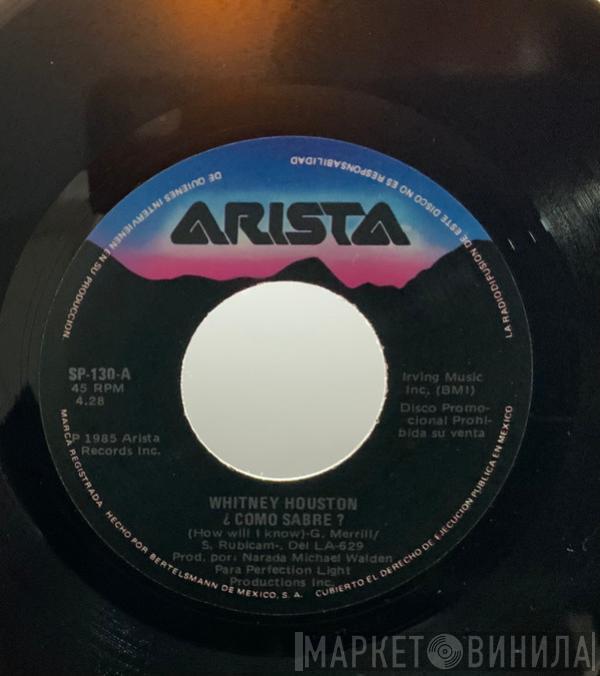 DE QUIENES INTERVIENEN EN SU PRODUCCION.
LA RADIODIFUSION DE ESTE DISCO NO ES RESPONSABILIDAD
ARISTA
SP-130-A
45 RPM
4.28
P 1985 Arista
Records Inc.
Irving Music
Inc, (BMI)
Disco Promo-
cional Prohi-
bida su venta
WHITNEY HOUSTON
¿ COMO SABRE ?
(How will I know)-G. Merrill/
S. Rubicam-, Del LA-629
Prod. por: Narada Michael Walden
Para Perfection Light
Productions Inc.
MARCA REGISTRADA HECHO POR BERTELSMANN DE MEXICO, S. A. CUBIERTO EL DERECHO DE EJECUCION PUBLICA EN MEXICO
МАРКЕТ ВИНИЛА